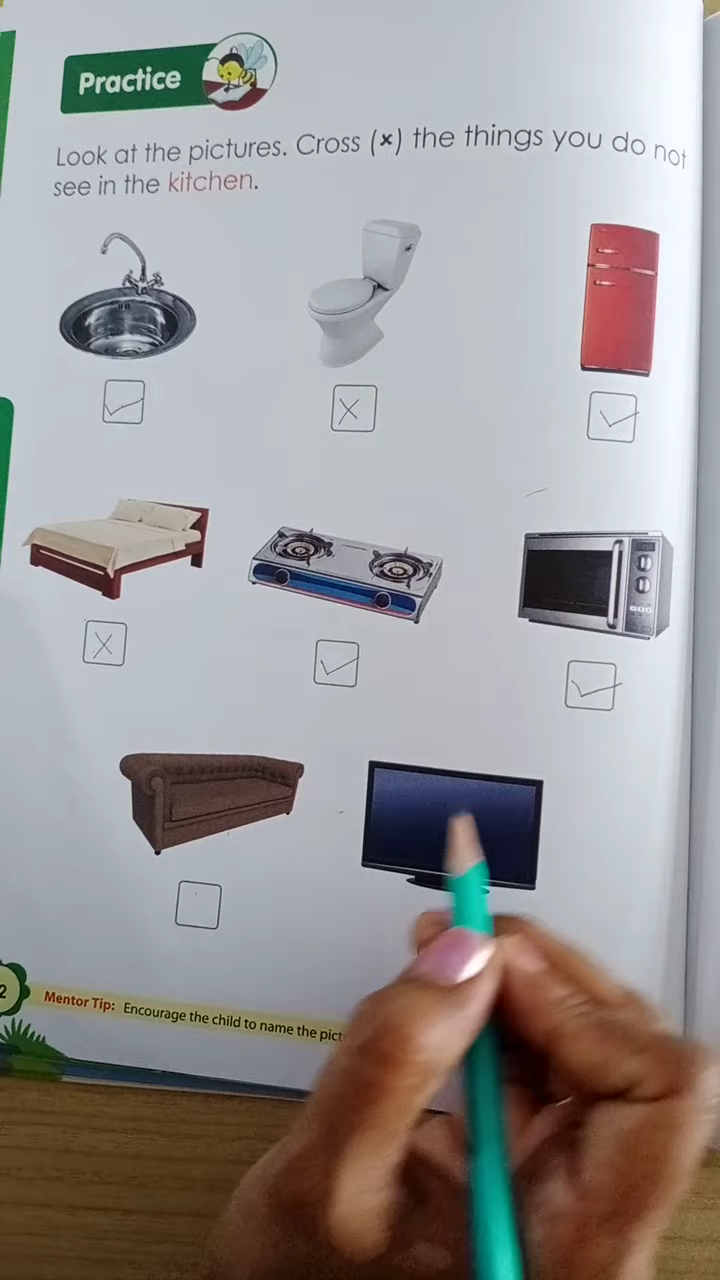 Practice
Look at the pictures. Cross (×) the things you do not
see in the kitchen.
2
Mentor Tip: Encourage the child to name the pict